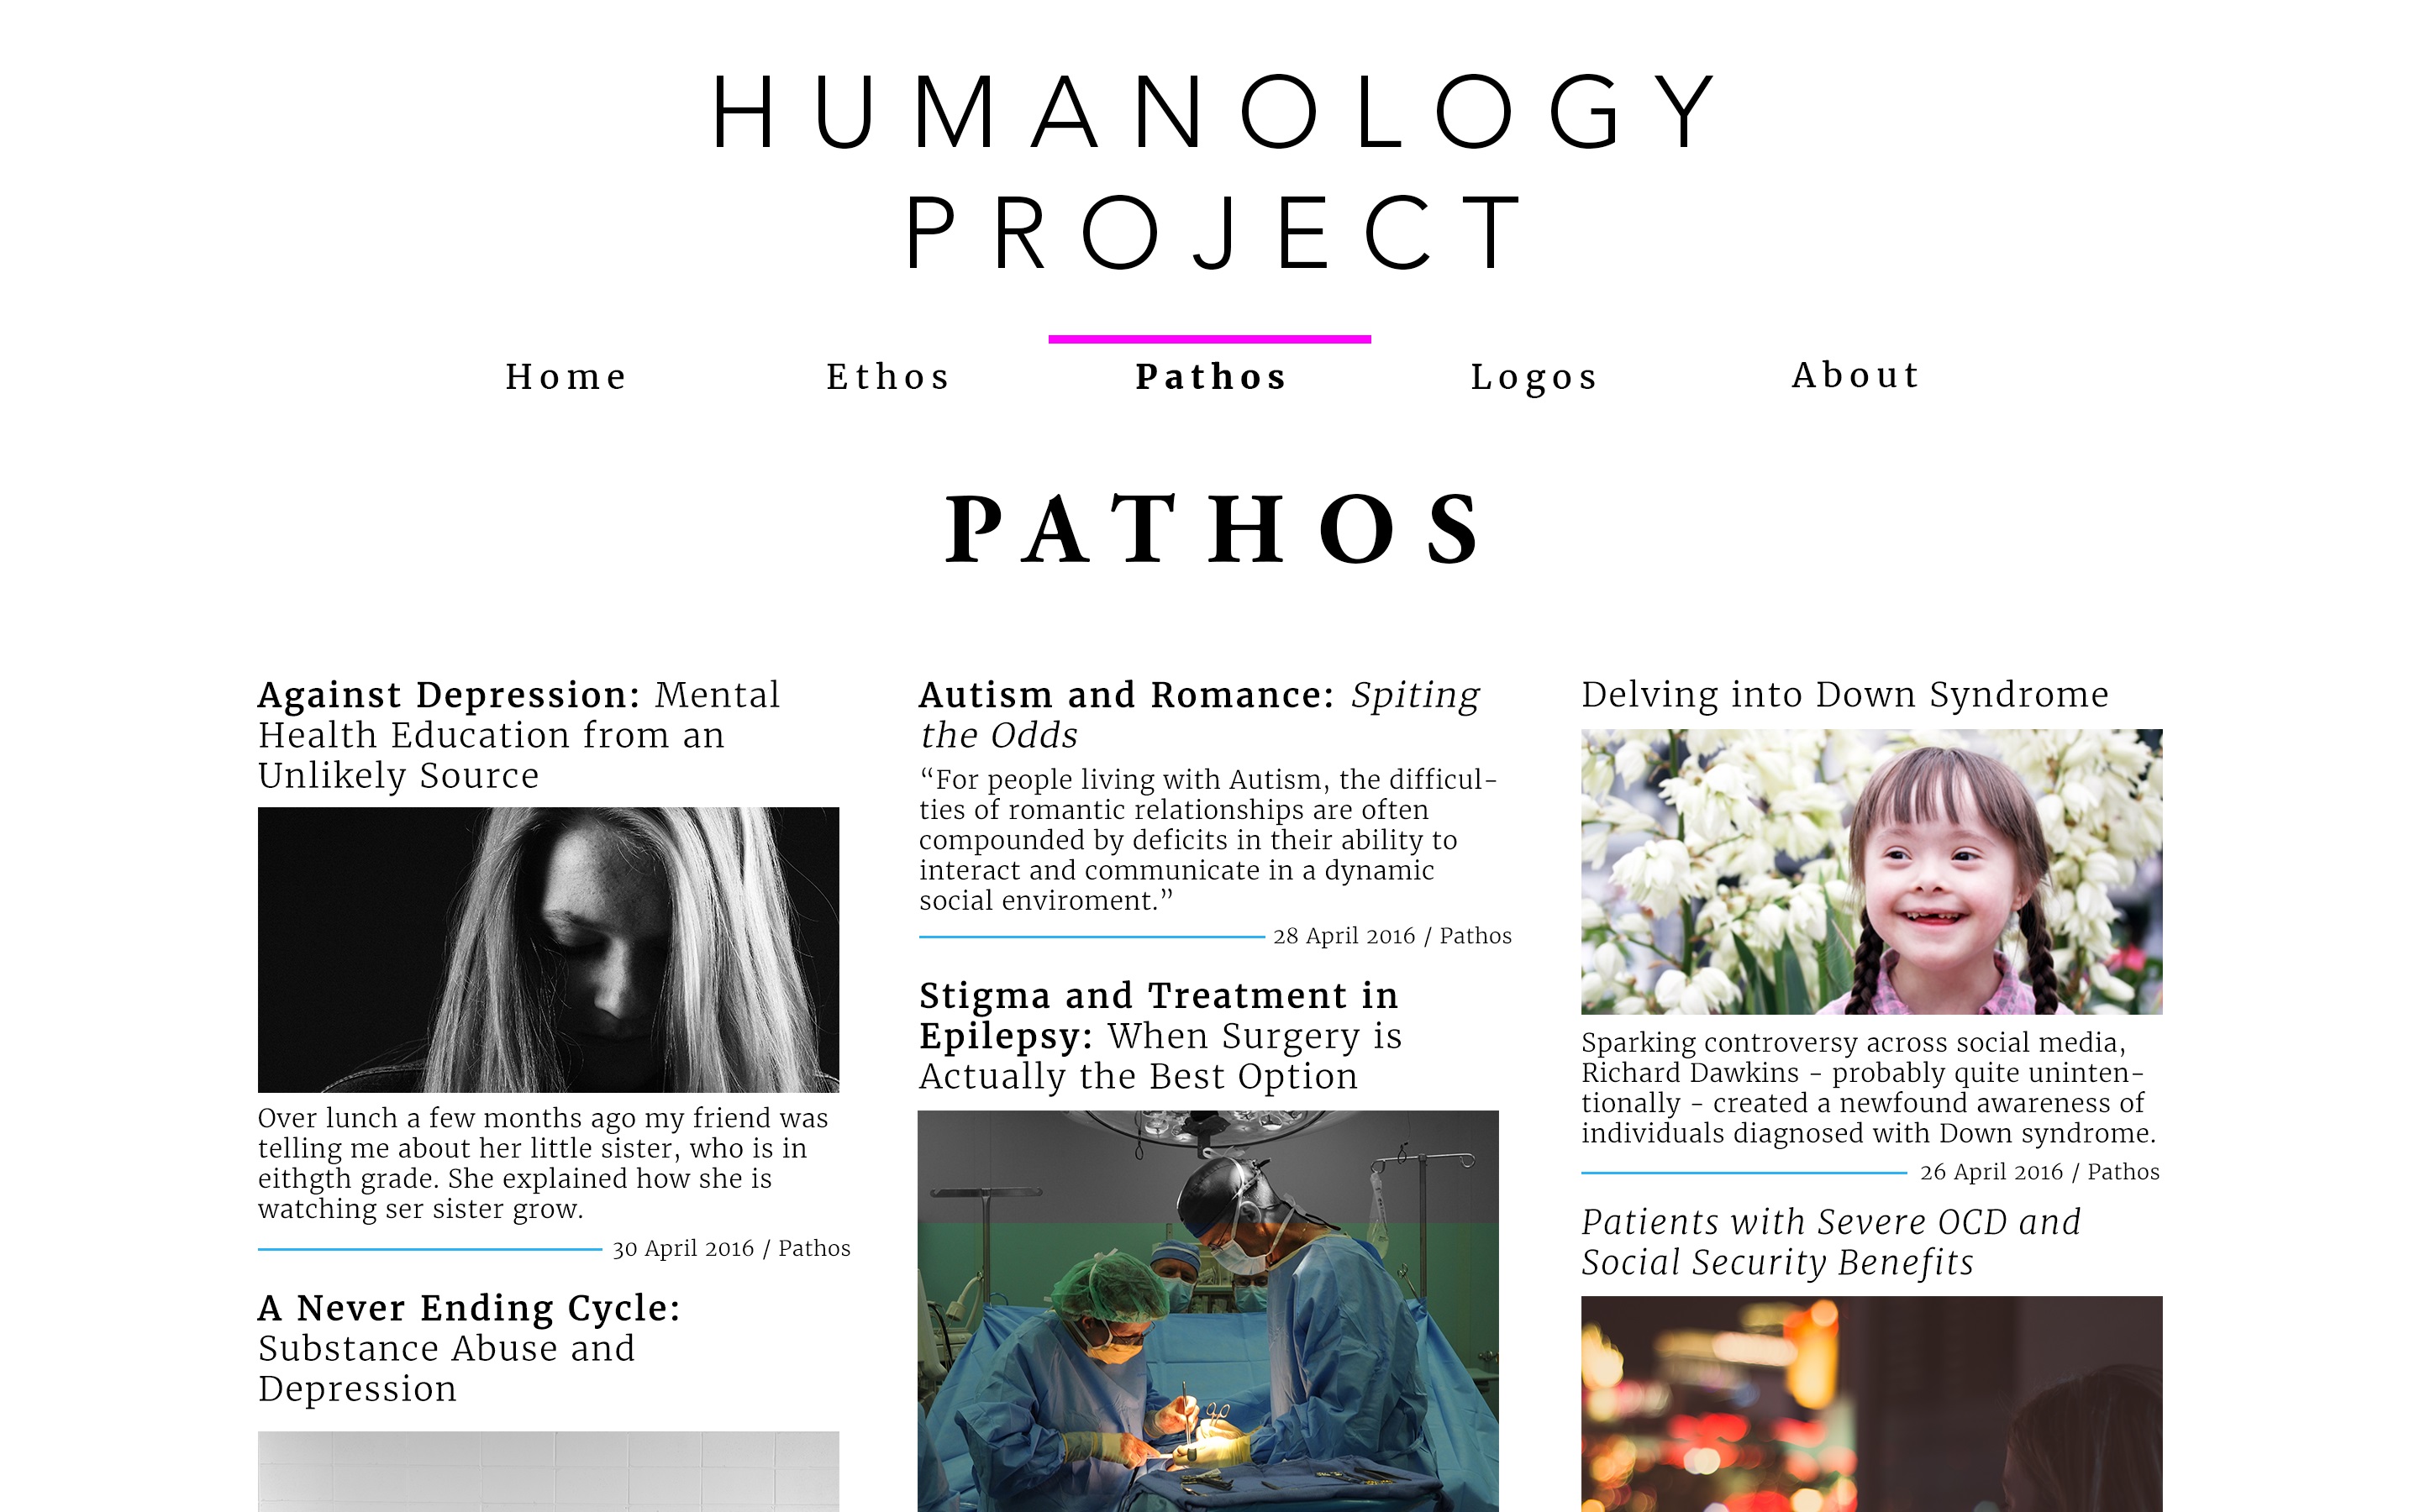 HUMANOLOGY
PROJECT
Home
Ethos
Pathos
Logos
About
PATHOS
Against Depression: Mental
Health Education from an
Unlikely Source
Over lunch a few months ago my friend was
telling me about her little sister, who is in
eithgth grade. She explained how she is
watching ser sister grow.
30 April 2016 / Pathos
A Never Ending Cycle:
Substance Abuse and
Depression
Autism and Romance: Spiting
the Odds
“For people living with Autism, the difficul-
ties of romantic relationships are often
compounded by deficits in their ability to
interact and communicate in a dynamic
social enviroment.”
28 April 2016 / Pathos
Stigma and Treatment in
Epilepsy: When Surgery is
Actually the Best Option
Delving into Down Syndrome
Sparking controversy across social media,
Richard Dawkins - probably quite uninten-
tionally - created a newfound awareness of
individuals diagnosed with Down syndrome.
26 April 2016 / Pathos
Patients with Severe OCD and
Social Security Benefits